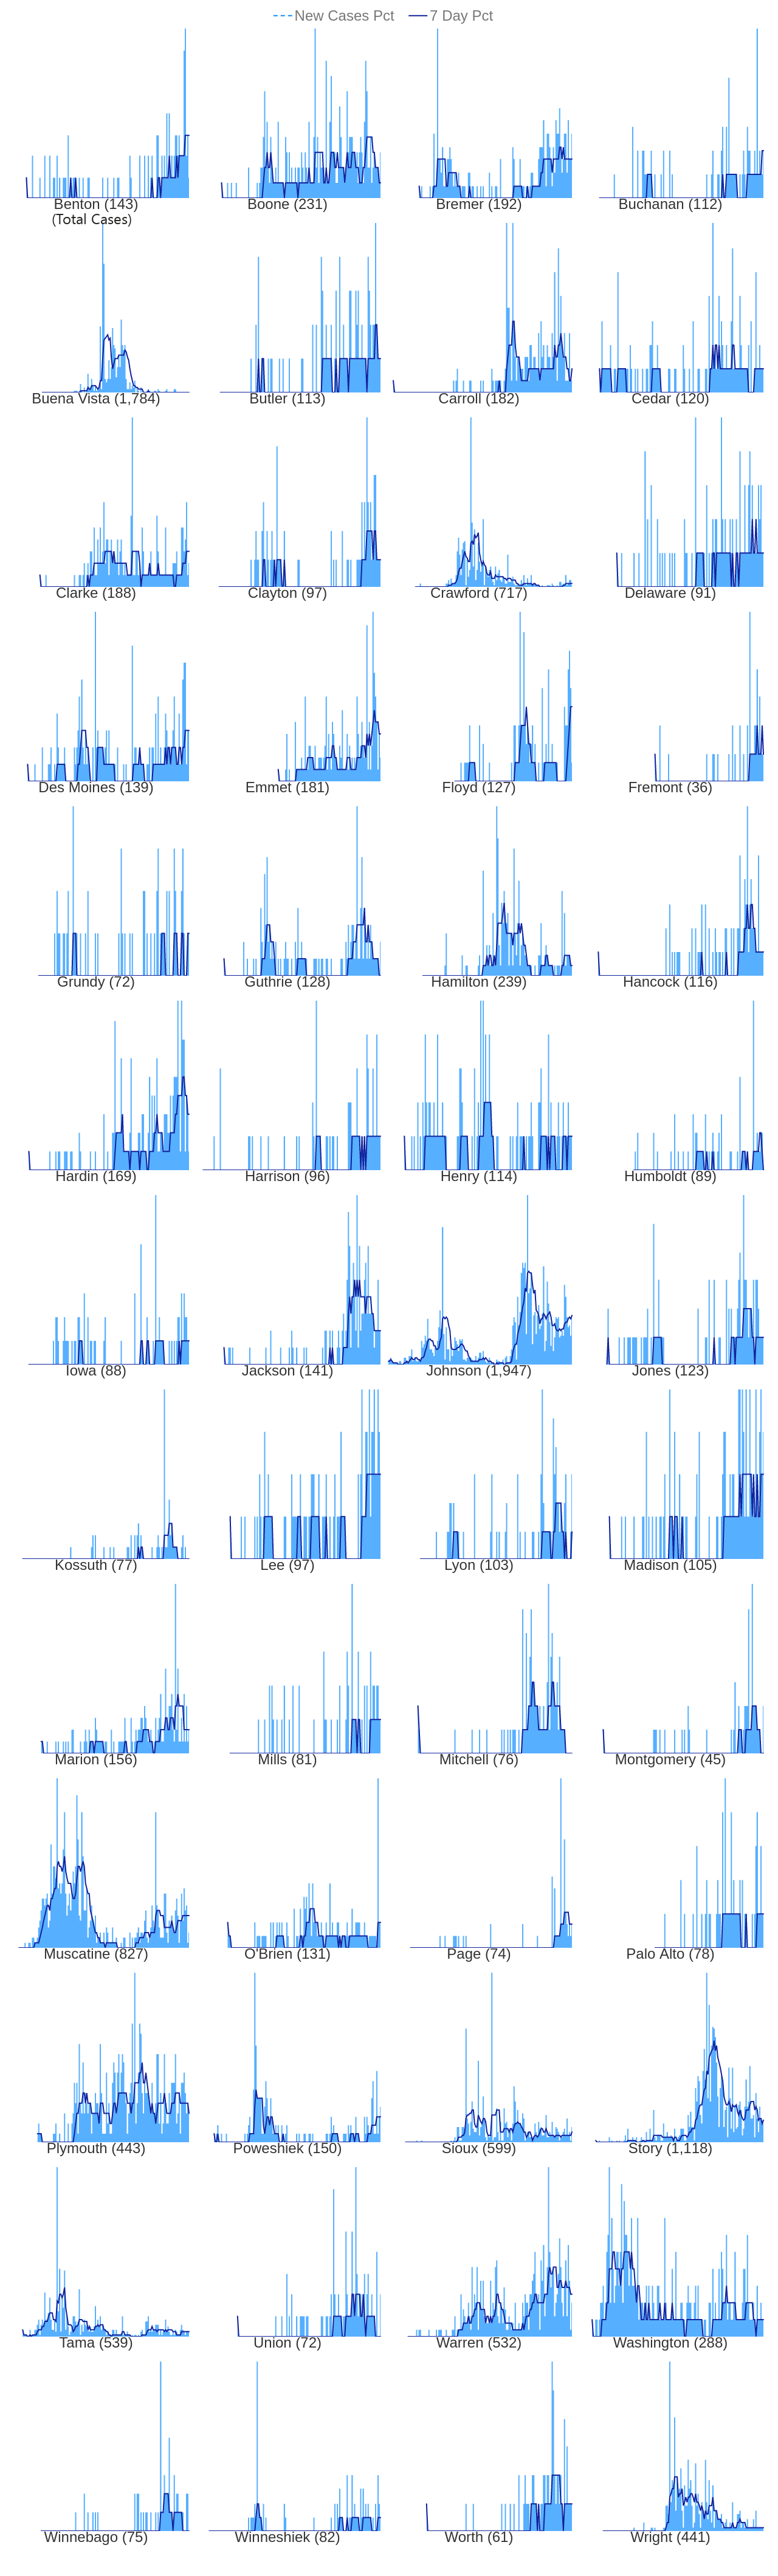 New Cases Pct 7 Day Pct
Benton (143) Boone (231) Bremer (192) Buchanan (112)
(Total Cases)
Buena Vista (1,784) Butler (113) Carroll (182) Cedar (120)
Clarke (188) Clayton (97) Crawford (717) Delaware (91)
Des Moines (139) Emmet (181) Floyd (127) Fremont (36)
Grundy (72) Guthrie (128) Hamilton (239) Hancock (116)
Hardin (169) Harrison (96) Henry (114) Humboldt (89)
Iowa (88) Jackson (141) Johnson (1,947) Jones (123)
Kossuth (77) Lee (97) Lyon (103) Madison (105)
Marion (156) Mills (81) Mitchell (76) Montgomery (45)
Muscatine (827) O'Brien (131) Page (74) Palo Alto (78)
Plymouth (443) Poweshiek (150) Sioux (599) Story (1,118)
Tama (539) Union (72) Warren (532) Washington (288)
Winnebago (75) Winneshiek (82) Worth (61) Wright (441)